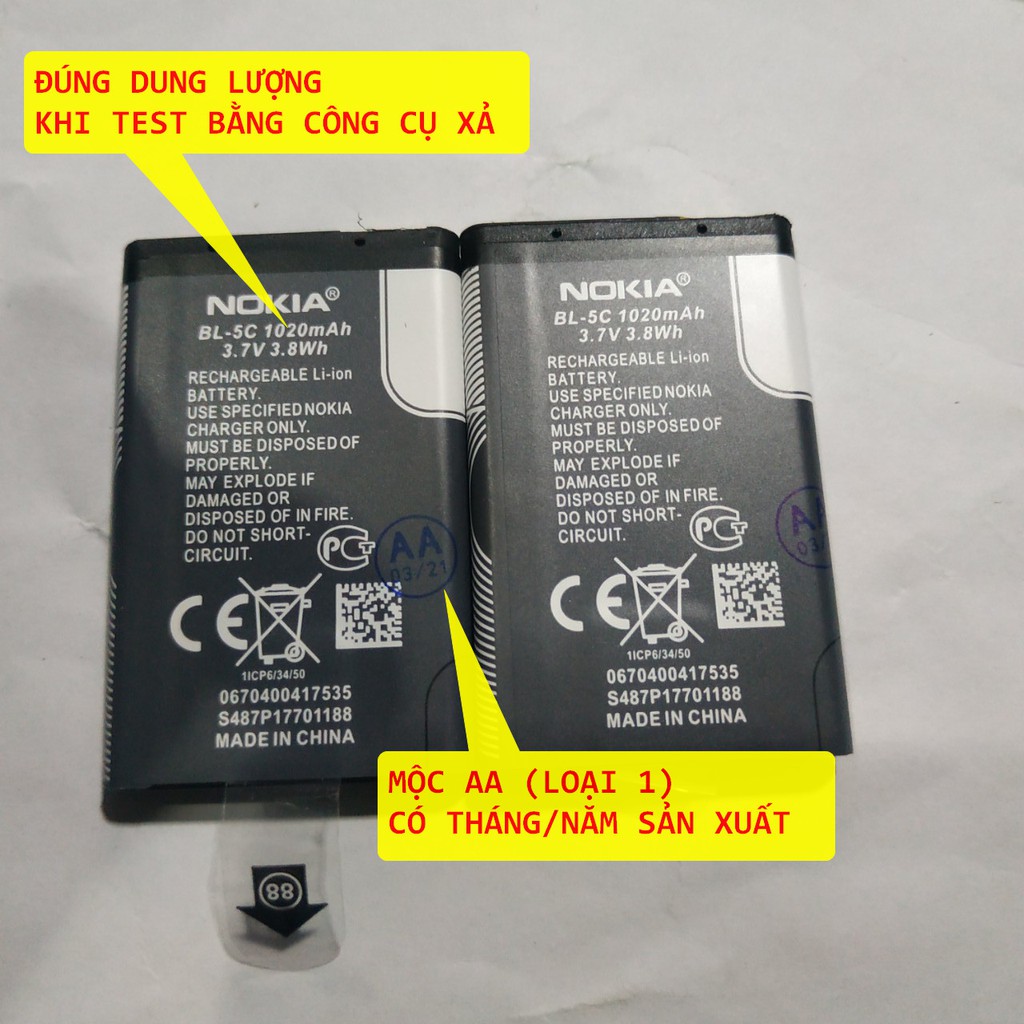 ĐÚNG DUNG LƯỢNG
KHI TEST BẰNG CÔNG CỤ XẢ
NOKIA®
BL-5C 1020mAh
3.7V 3.8Wh
RECHARGEABLE Li-ion
BATTERY.
USE SPECIFIED NOKIA
CHARGER ONLY.
MUST BE DISPOSED OF
PROPERLY.
MAY EXPLODE IF
DAMAGED OR
DISPOSED OF IN FIRE.
DO NOT SHORT-
CIRCUIT.
PCT
AA
03/21
CE
1ICP6/34/50
0670400417535
S487P17701188
MADE IN CHINA
88
NOKIA®
BL-5C 1020mAh
3.7V 3.8Wh
RECHARGEABLE Li-ion
BATTERY.
USE SPECIFIED NOKIA
CHARGER ONLY.
MUST BE DISPOSED OF
PROPERLY.
MAY EXPLODE IF
DAMAGED OR
DISPOSED OF IN FIRE.
DO NOT SHORT-
CIRCUIT.
PCT
AA
03/
CE
1ICP6/34/50
0670400417535
S487P17701188
MADE IN CHINA
MỘC AA (LOẠI 1)
CÓ THÁNG/NĂM SẢN XUẤT